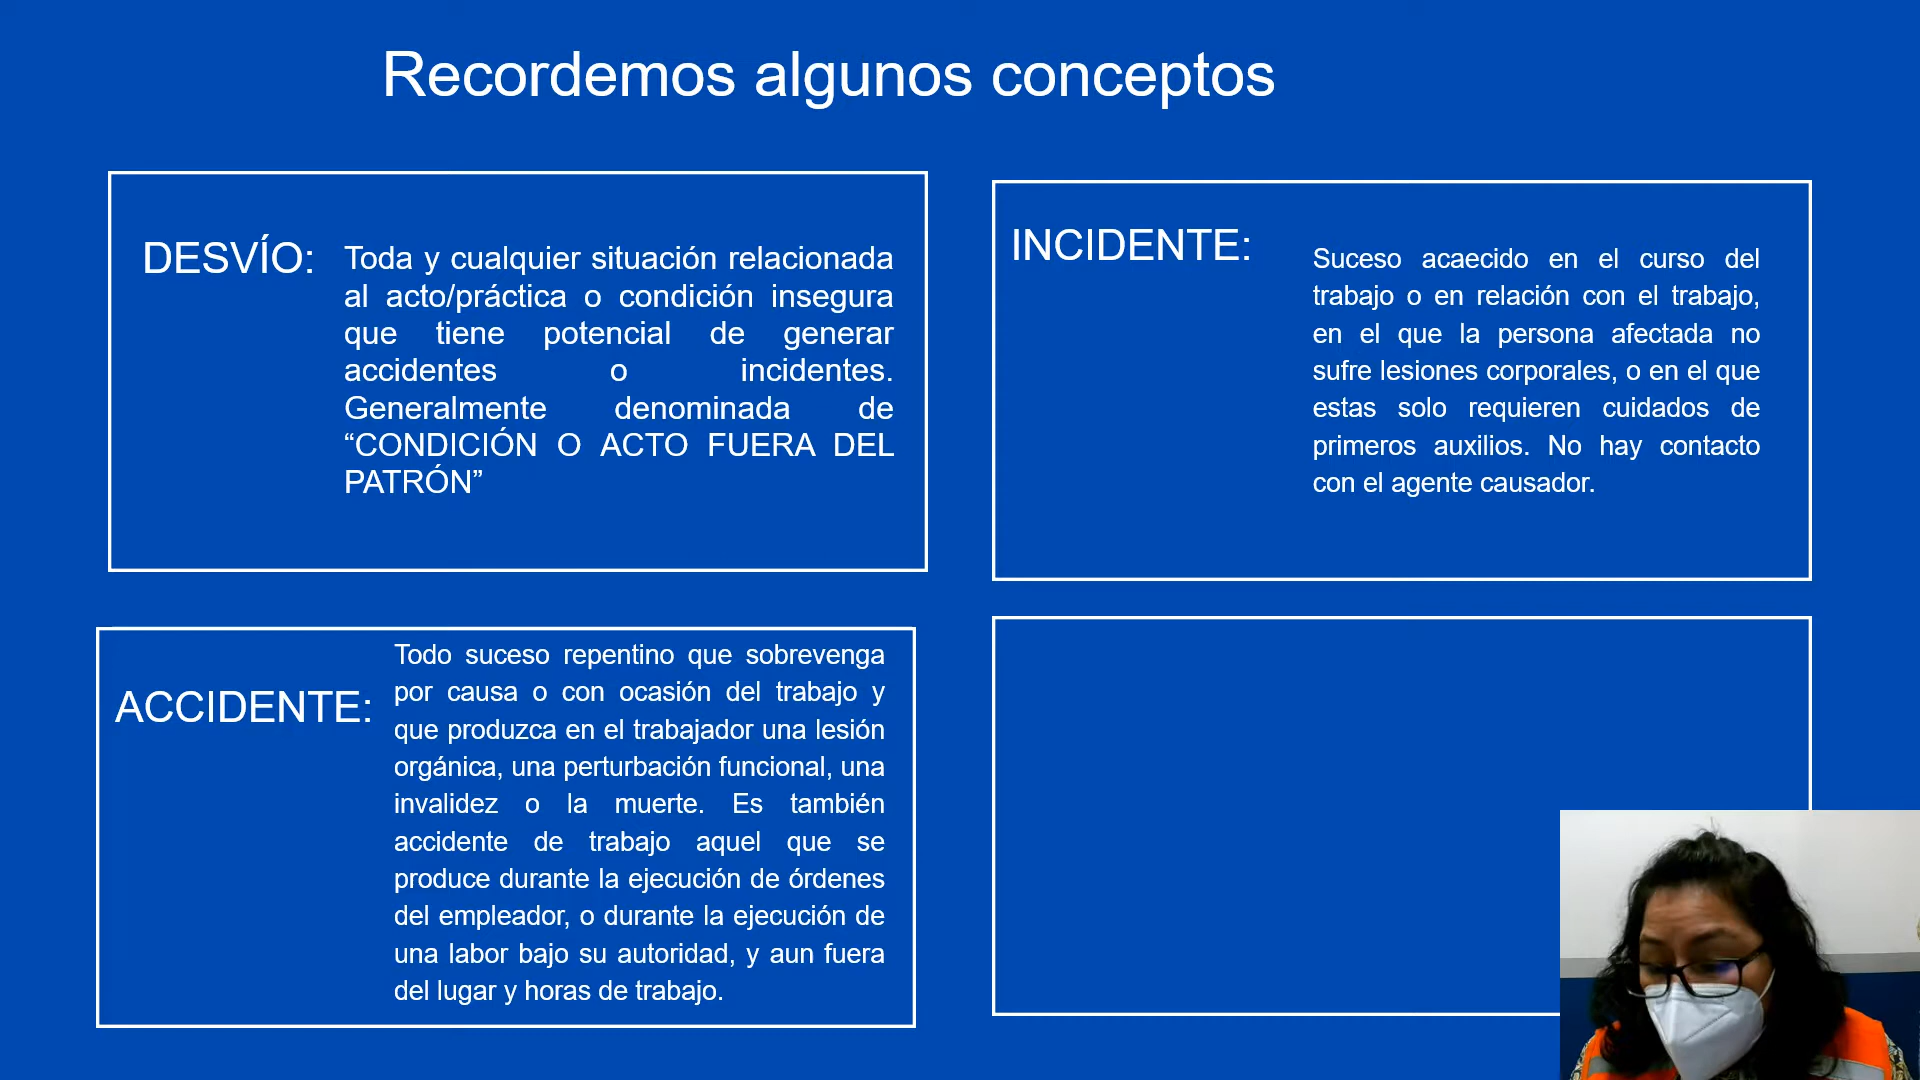 Recordemos algunos conceptos
DESVÍO:
Toda y cualquier situación relacionada
al acto/práctica o condición insegura
que tiene potencial de generar
accidentes o incidentes.
Generalmente denominada de
“CONDICIÓN O ACTO FUERA DEL
PATRÓN”
INCIDENTE:
Suceso acaecido en el curso del
trabajo o en relación con el trabajo,
en el que la persona afectada no
sufre lesiones corporales, o en el que
estas solo requieren cuidados de
primeros auxilios. No hay contacto
con el agente causador.
ACCIDENTE:
Todo suceso repentino que sobrevenga
por causa o con ocasión del trabajo y
que produzca en el trabajador una lesión
orgánica, una perturbación funcional, una
invalidez o la muerte. Es también
accidente de trabajo aquel que se
produce durante la ejecución de órdenes
del empleador, o durante la ejecución de
una labor bajo su autoridad, y aun fuera
del lugar y horas de trabajo.